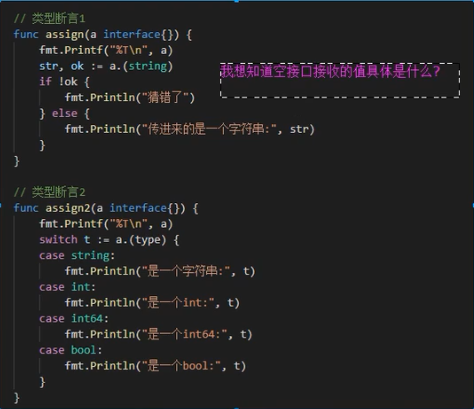 // 类型断言1
func assign(a interface{}) {
    fmt.Printf("%T\n", a)
    str, ok := a.(string)
    if !ok {
        fmt.Println("猜错了")
    } else {
        fmt.Println("传进来的是一个字符串:", str)
    }
}
我想知道空接口接收的值具体是什么?
// 类型断言2
func assign2(a interface{}) {
    fmt.Printf("%T\n", a)
    switch t := a.(type) {
    case string:
        fmt.Println("是一个字符串:", t)
    case int:
        fmt.Println("是一个int:", t)
    case int64:
        fmt.Println("是一个int64:", t)
    case bool:
        fmt.Println("是一个bool:", t)
    }
}